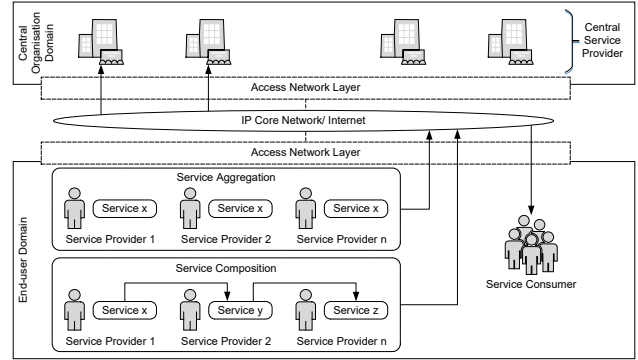 Central
Organisation
Domain
Central
Service
Provider
Access Network Layer
IP Core Network/ Internet
Access Network Layer
End-user Domain
Service Aggregation
Service x
Service x
Service x
Service Provider 1
Service Provider 2
Service Provider n
Service Composition
Service x
Service y
Service z
Service Provider 1
Service Provider 2
Service Provider n
Service Consumer